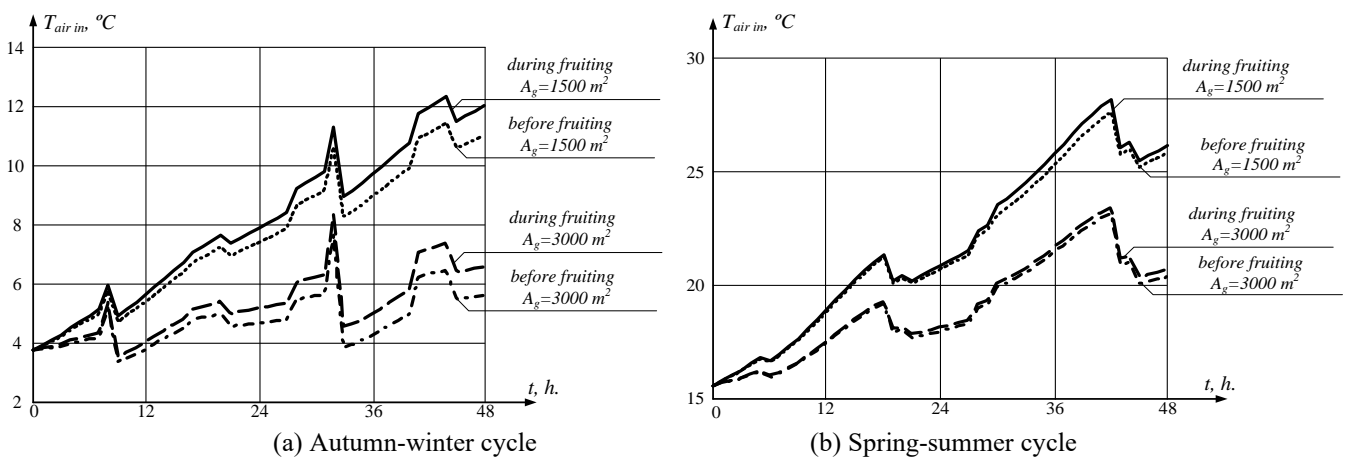 T_air in, ºC
14
12
10
8
6
4
2
0
12
24
36
48
t, h.
during fruiting
A_g=1500 m²
before fruiting
A_g=1500 m²
during fruiting
A_g=3000 m²
before fruiting
A_g=3000 m²
(a) Autumn-winter cycle
T_air in, ºC
30
25
20
15
0
12
24
36
48
t, h.
during fruiting
A_g=1500 m²
before fruiting
A_g=1500 m²
during fruiting
A_g=3000 m²
before fruiting
A_g=3000 m²
(b) Spring-summer cycle